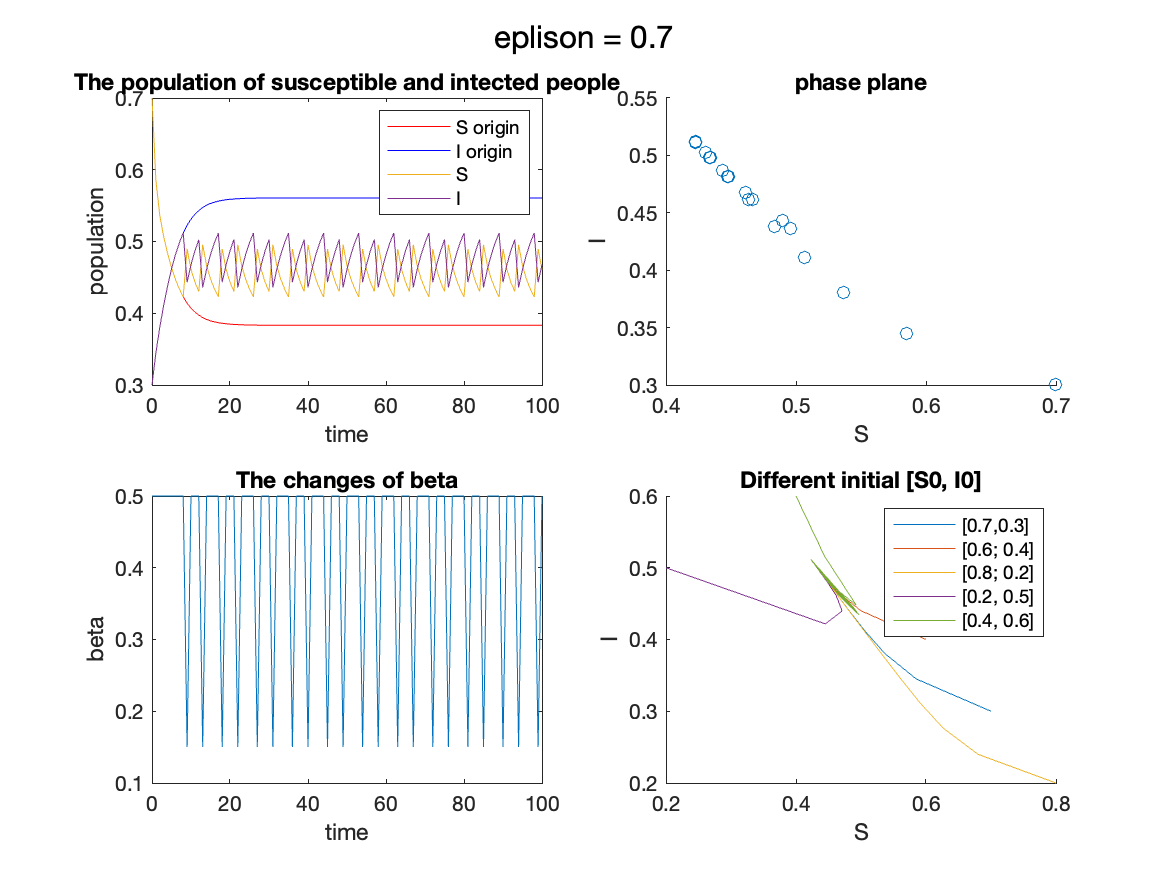 eplison = 0.7
The population of susceptible and intected people
population
0.7
0.6
0.5
0.4
0.3
0
20
40
60
80
100
time
S origin
I origin
S
I
phase plane
I
0.55
0.5
0.45
0.4
0.35
0.3
0.4
0.5
0.6
0.7
S
The changes of beta
beta
0.5
0.4
0.3
0.2
0.1
0
20
40
60
80
100
time
Different initial [S0, I0]
I
0.6
0.5
0.4
0.3
0.2
0.2
0.4
0.6
0.8
S
[0.7,0.3]
[0.6; 0.4]
[0.8; 0.2]
[0.2, 0.5]
[0.4, 0.6]